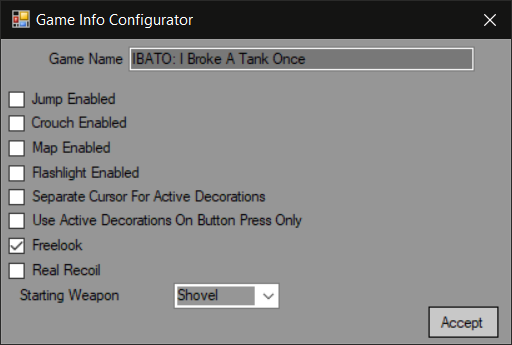 Game Info Configurator
Game Name IBATO: I Broke A Tank Once
Jump Enabled
Crouch Enabled
Map Enabled
Flashlight Enabled
Separate Cursor For Active Decorations
Use Active Decorations On Button Press Only
Freelook
Real Recoil
Starting Weapon Shovel
Accept